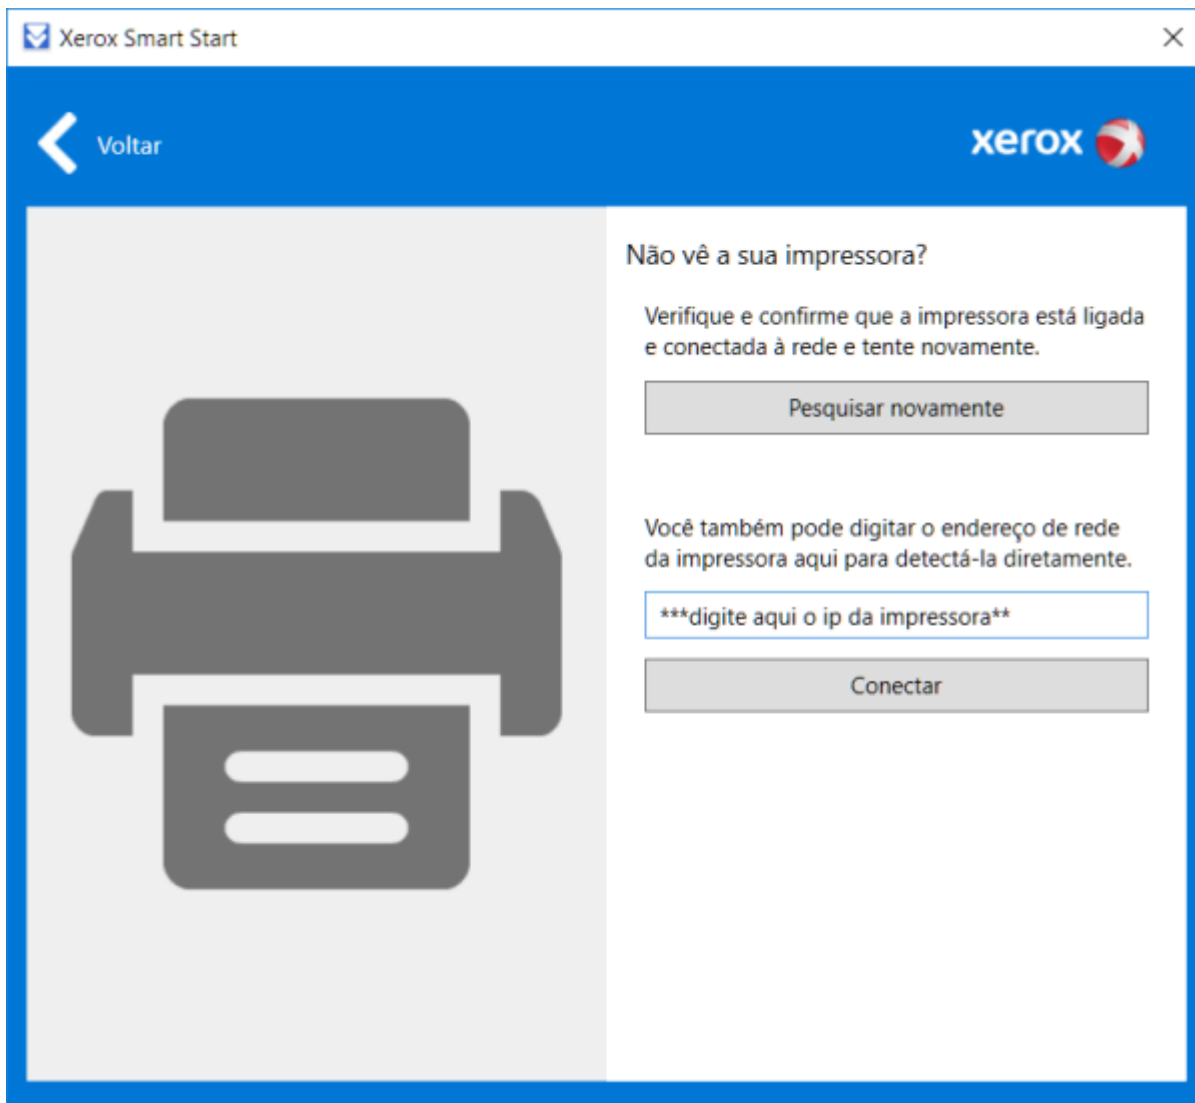 Xerox Smart Start
Voltar
xerox
Não vê a sua impressora?
Verifique e confirme que a impressora está ligada
e conectada à rede e tente novamente.
Pesquisar novamente
Você também pode digitar o endereço de rede
da impressora aqui para detectá-la diretamente.
***digite aqui o ip da impressora**
Conectar